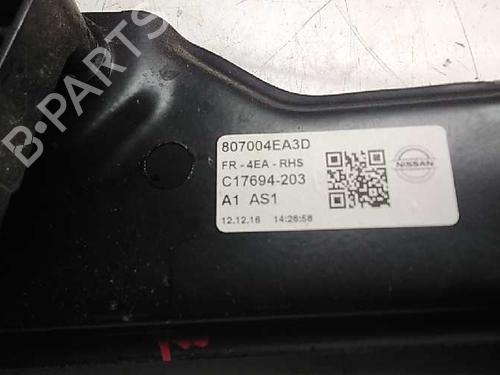 B-PARTS
807004EA3D
FR - 4EA - RHS
C17694-203
A1 AS1
12.12.16 14:26:58
NISSAN